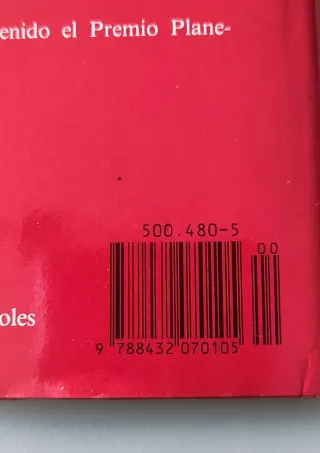 enido el Premio Plane-
500.480-5
00
oles
9 788432 070105